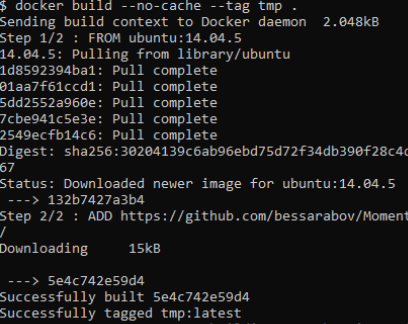 $ docker build --no-cache --tag tmp .
Sending build context to Docker daemon  2.048kB
Step 1/2 : FROM ubuntu:14.04.5
14.04.5: Pulling from library/ubuntu
1d8592394ba1: Pull complete
01aa7f61ccd1: Pull complete
5dd2552a960e: Pull complete
7cbe941c5e3e: Pull complete
2549ecfb14c6: Pull complete
Digest: sha256:30204139c6ab96ebd75d72f34db390f28c4c
67
Status: Downloaded newer image for ubuntu:14.04.5
 ---> 132b7427a3b4
Step 2/2 : ADD https://github.com/bessarabov/Moment
/
Downloading     15kB
 ---> 5e4c742e59d4
Successfully built 5e4c742e59d4
Successfully tagged tmp:latest